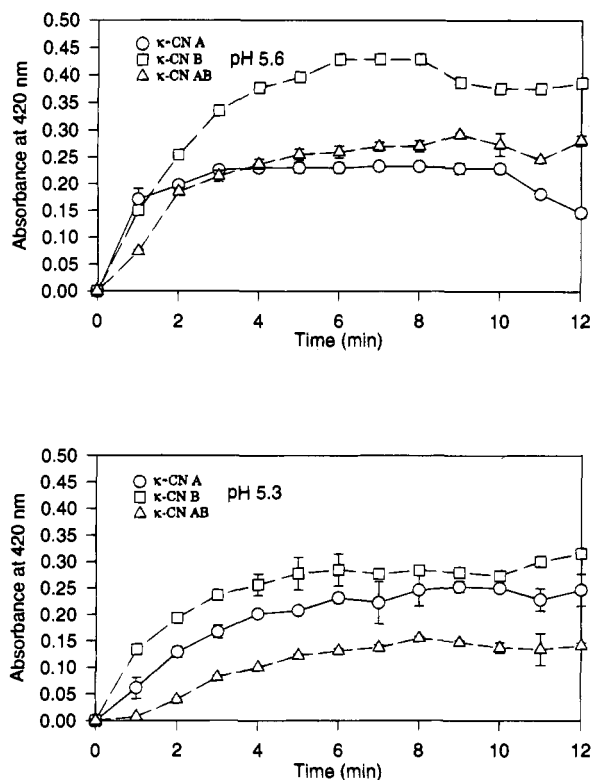 Absorbance at 420 nm
0.50
0.45
0.40
0.35
0.30
0.25
0.20
0.15
0.10
0.05
0.00
κ-CN A
κ-CN B
κ-CN AB
pH 5.6
0 2 4 6 8 10 12
Time (min)
Absorbance at 420 nm
0.50
0.45
0.40
0.35
0.30
0.25
0.20
0.15
0.10
0.05
0.00
κ-CN A
κ-CN B
κ-CN AB
pH 5.3
0 2 4 6 8 10 12
Time (min)